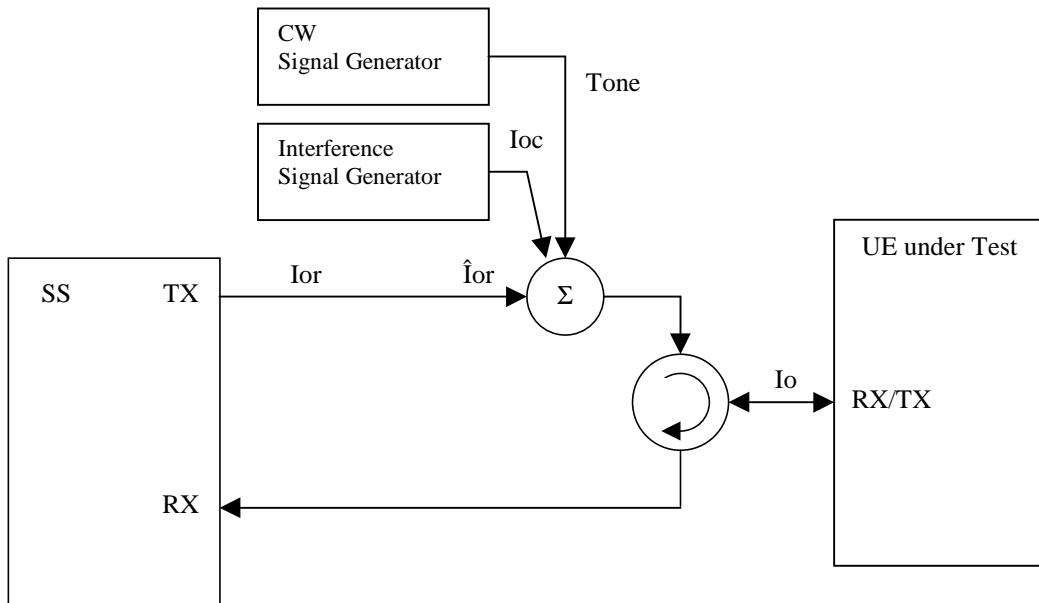 CW
Signal Generator
Tone
Interference
Signal Generator
Ioc
UE under Test
SS
TX
Ior
Îor
Σ
Io
RX/TX
RX